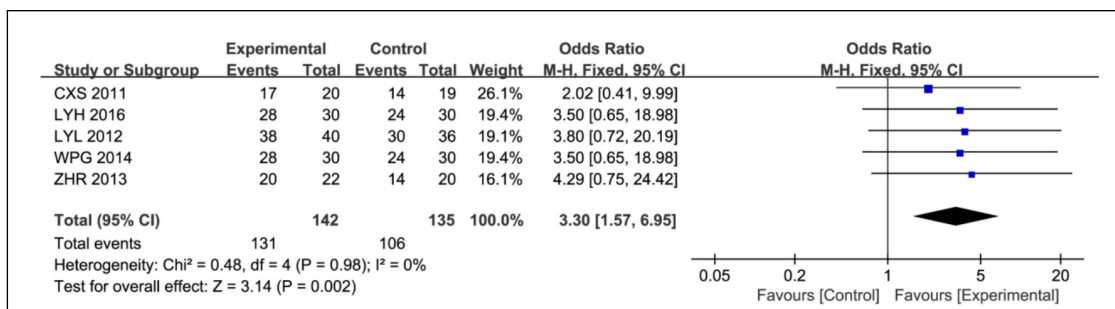 Experimental Control Odds Ratio Odds Ratio
Study or Subgroup Events Total Events Total Weight M-H, Fixed, 95% CI M-H, Fixed, 95% CI
CXS 2011 17 20 14 19 26.1% 2.02 [0.41, 9.99]
LYH 2016 28 30 24 30 19.4% 3.50 [0.65, 18.98]
LYL 2012 38 40 30 36 19.1% 3.80 [0.72, 20.19]
WPG 2014 28 30 24 30 19.4% 3.50 [0.65, 18.98]
ZHR 2013 20 22 14 20 16.1% 4.29 [0.75, 24.42]
Total (95% CI) 142 135 100.0% 3.30 [1.57, 6.95]
Total events 131 106
Heterogeneity: Chi² = 0.48, df = 4 (P = 0.98); I² = 0%
Test for overall effect: Z = 3.14 (P = 0.002)
0.05 0.2 1 5 20
Favours [Control] Favours [Experimental]